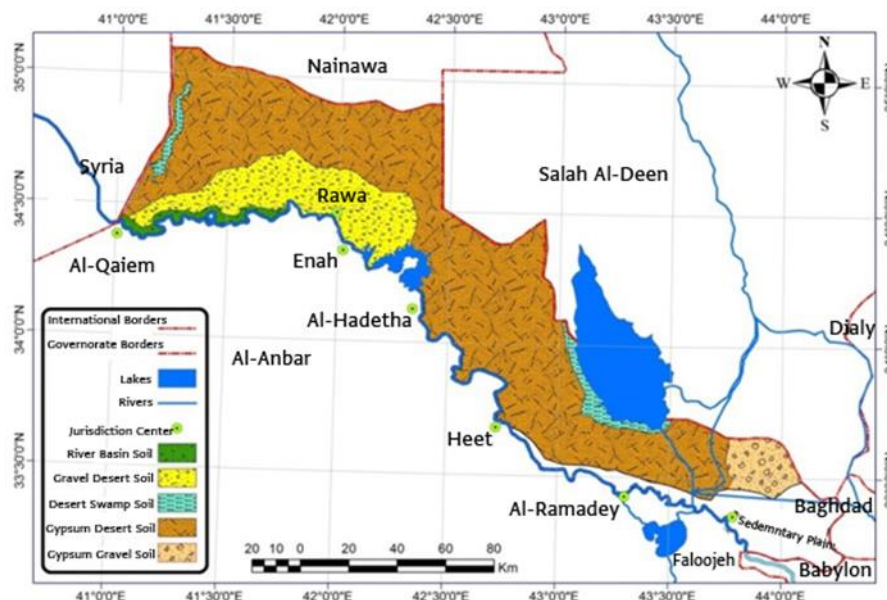 41°0'0"E 41°30'0"E 42°0'0"E 42°30'0"E 43°0'0"E 43°30'0"E 44°0'0"E
N
W E
S
35°0'0"N
34°30'0"N
34°0'0"N
33°30'0"N
Nainawa
Syria
Salah Al-Deen
Rawa
Al-Qaiem
Enah
Al-Hadetha
Al-Anbar
Dialy
Heet
Al-Ramadey
Baghdad
Sedemntary Plain
Faloojeh
Babylon
International Borders
Governorate Borders
Lakes
Rivers
Jurisdiction Center
River Basin Soil
Gravel Desert Soil
Desert Swamp Soil
Gypsum Desert Soil
Gypsum Gravel Soil
20 10 0 20 40 60 80
Km
41°0'0"E 41°30'0"E 42°0'0"E 42°30'0"E 43°0'0"E 43°30'0"E 44°0'0"E